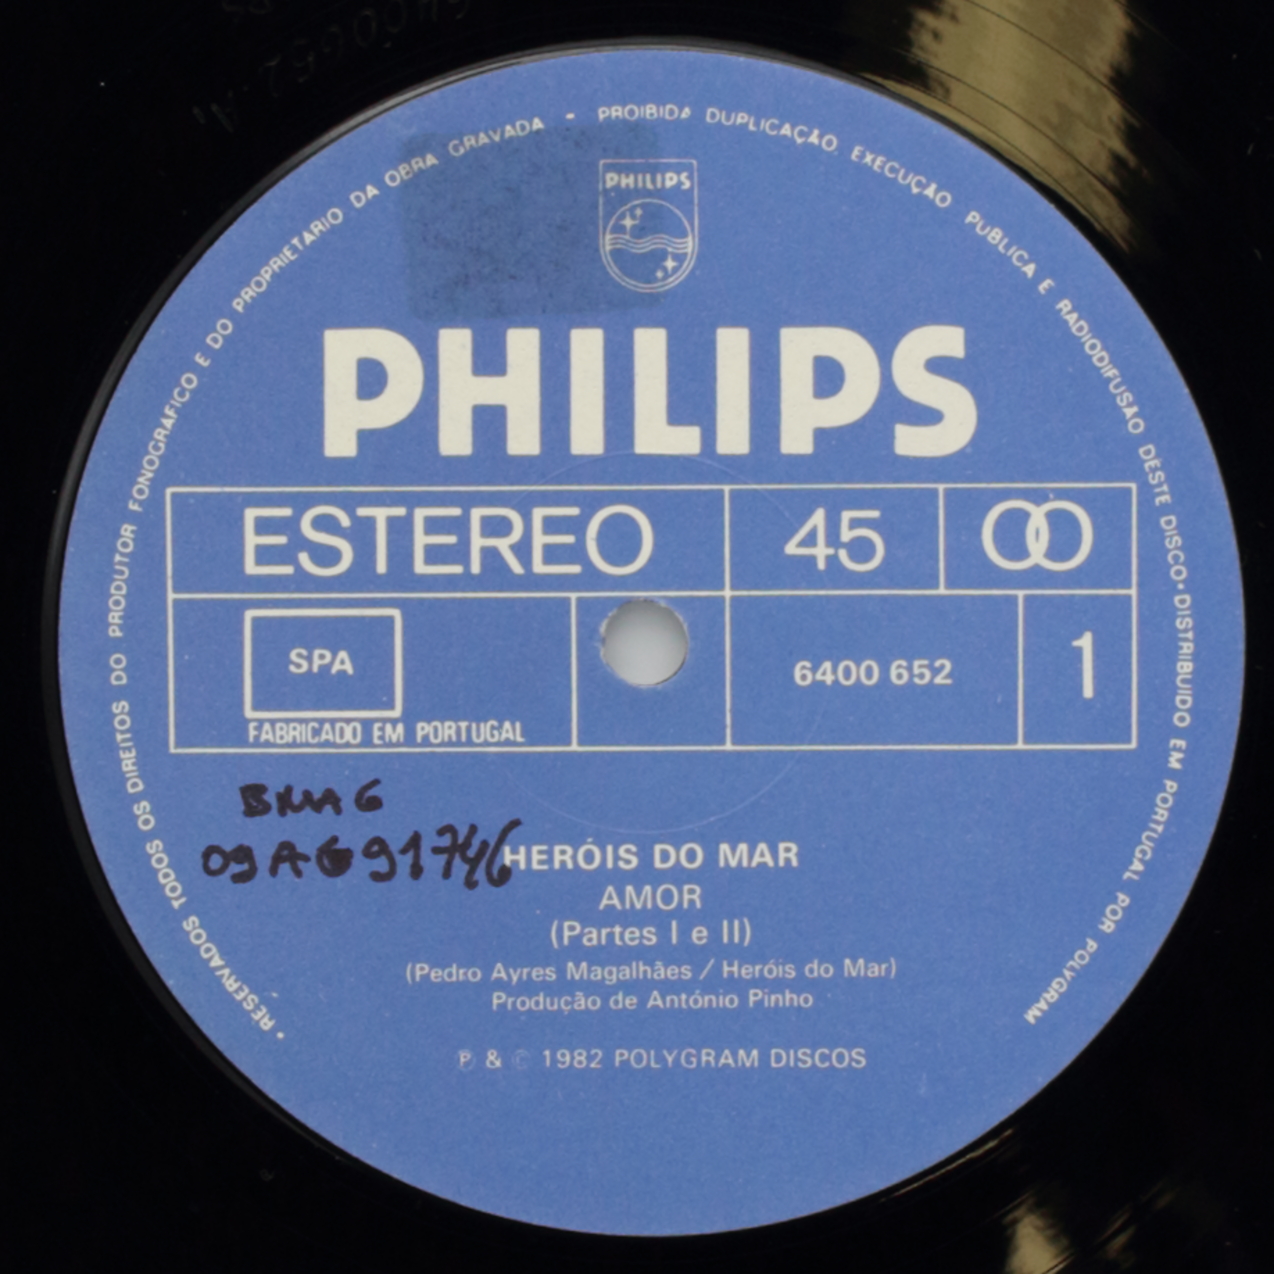 • RESERVADOS TODOS OS DIREITOS DO PRODUTOR FONOGRAFICO E DO PROPRIETARIO DA OBRA GRAVADA - PROIBIDA DUPLICAÇÃO, EXECUÇÃO PUBLICA E RADIODIFUSÃO DESTE DISCO • DISTRIBUIDO EM PORTUGAL POR POLYGRAM
PHILIPS
PHILIPS
ESTEREO 45
SPA 6400 652 1
FABRICADO EM PORTUGAL
09AG91746
HERÓIS DO MAR
AMOR
(Partes I e II)
(Pedro Ayres Magalhães / Heróis do Mar)
Produção de António Pinho
Ⓟ & © 1982 POLYGRAM DISCOS